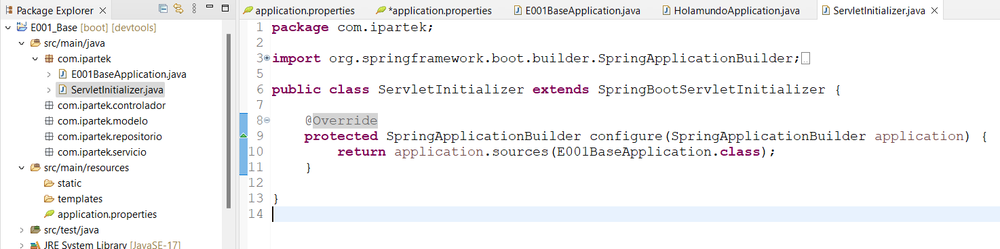 Package Explorer
E001_Base [boot] [devtools]
src/main/java
com.ipartek
E001BaseApplication.java
ServletInitializer.java
com.ipartek.controlador
com.ipartek.modelo
com.ipartek.repositorio
com.ipartek.servicio
src/main/resources
static
templates
application.properties
src/test/java
JRE System Library [JavaSE-17]
application.properties
*application.properties
E001BaseApplication.java
HolamundoApplication.java
ServletInitializer.java
1 package com.ipartek;
2
3 import org.springframework.boot.builder.SpringApplicationBuilder;
5
6 public class ServletInitializer extends SpringBootServletInitializer {
7
8 @Override
9 protected SpringApplicationBuilder configure(SpringApplicationBuilder application) {
10 return application.sources(E001BaseApplication.class);
11 }
12
13 }
14